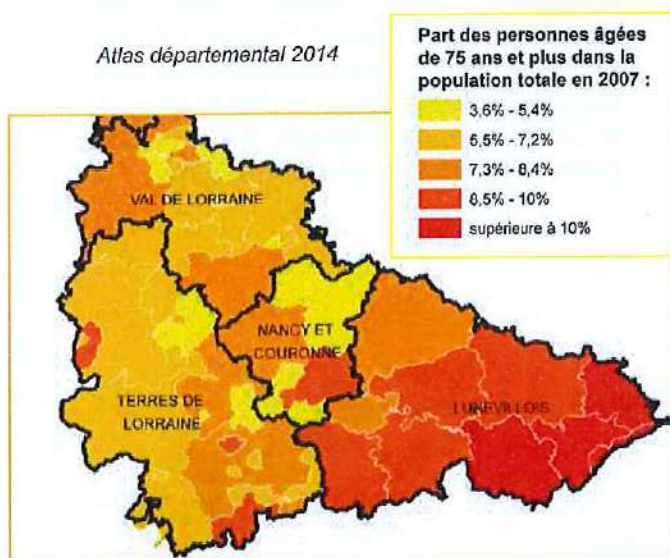 Atlas départemental 2014
Part des personnes âgées
de 75 ans et plus dans la
population totale en 2007 :
3,6% - 5,4%
5,5% - 7,2%
7,3% - 8,4%
8,5% - 10%
supérieure à 10%
VAL DE LORRAINE
NANCY ET
COURONNE
TERRES DE
LORRAINE
LUNEVILLOIS